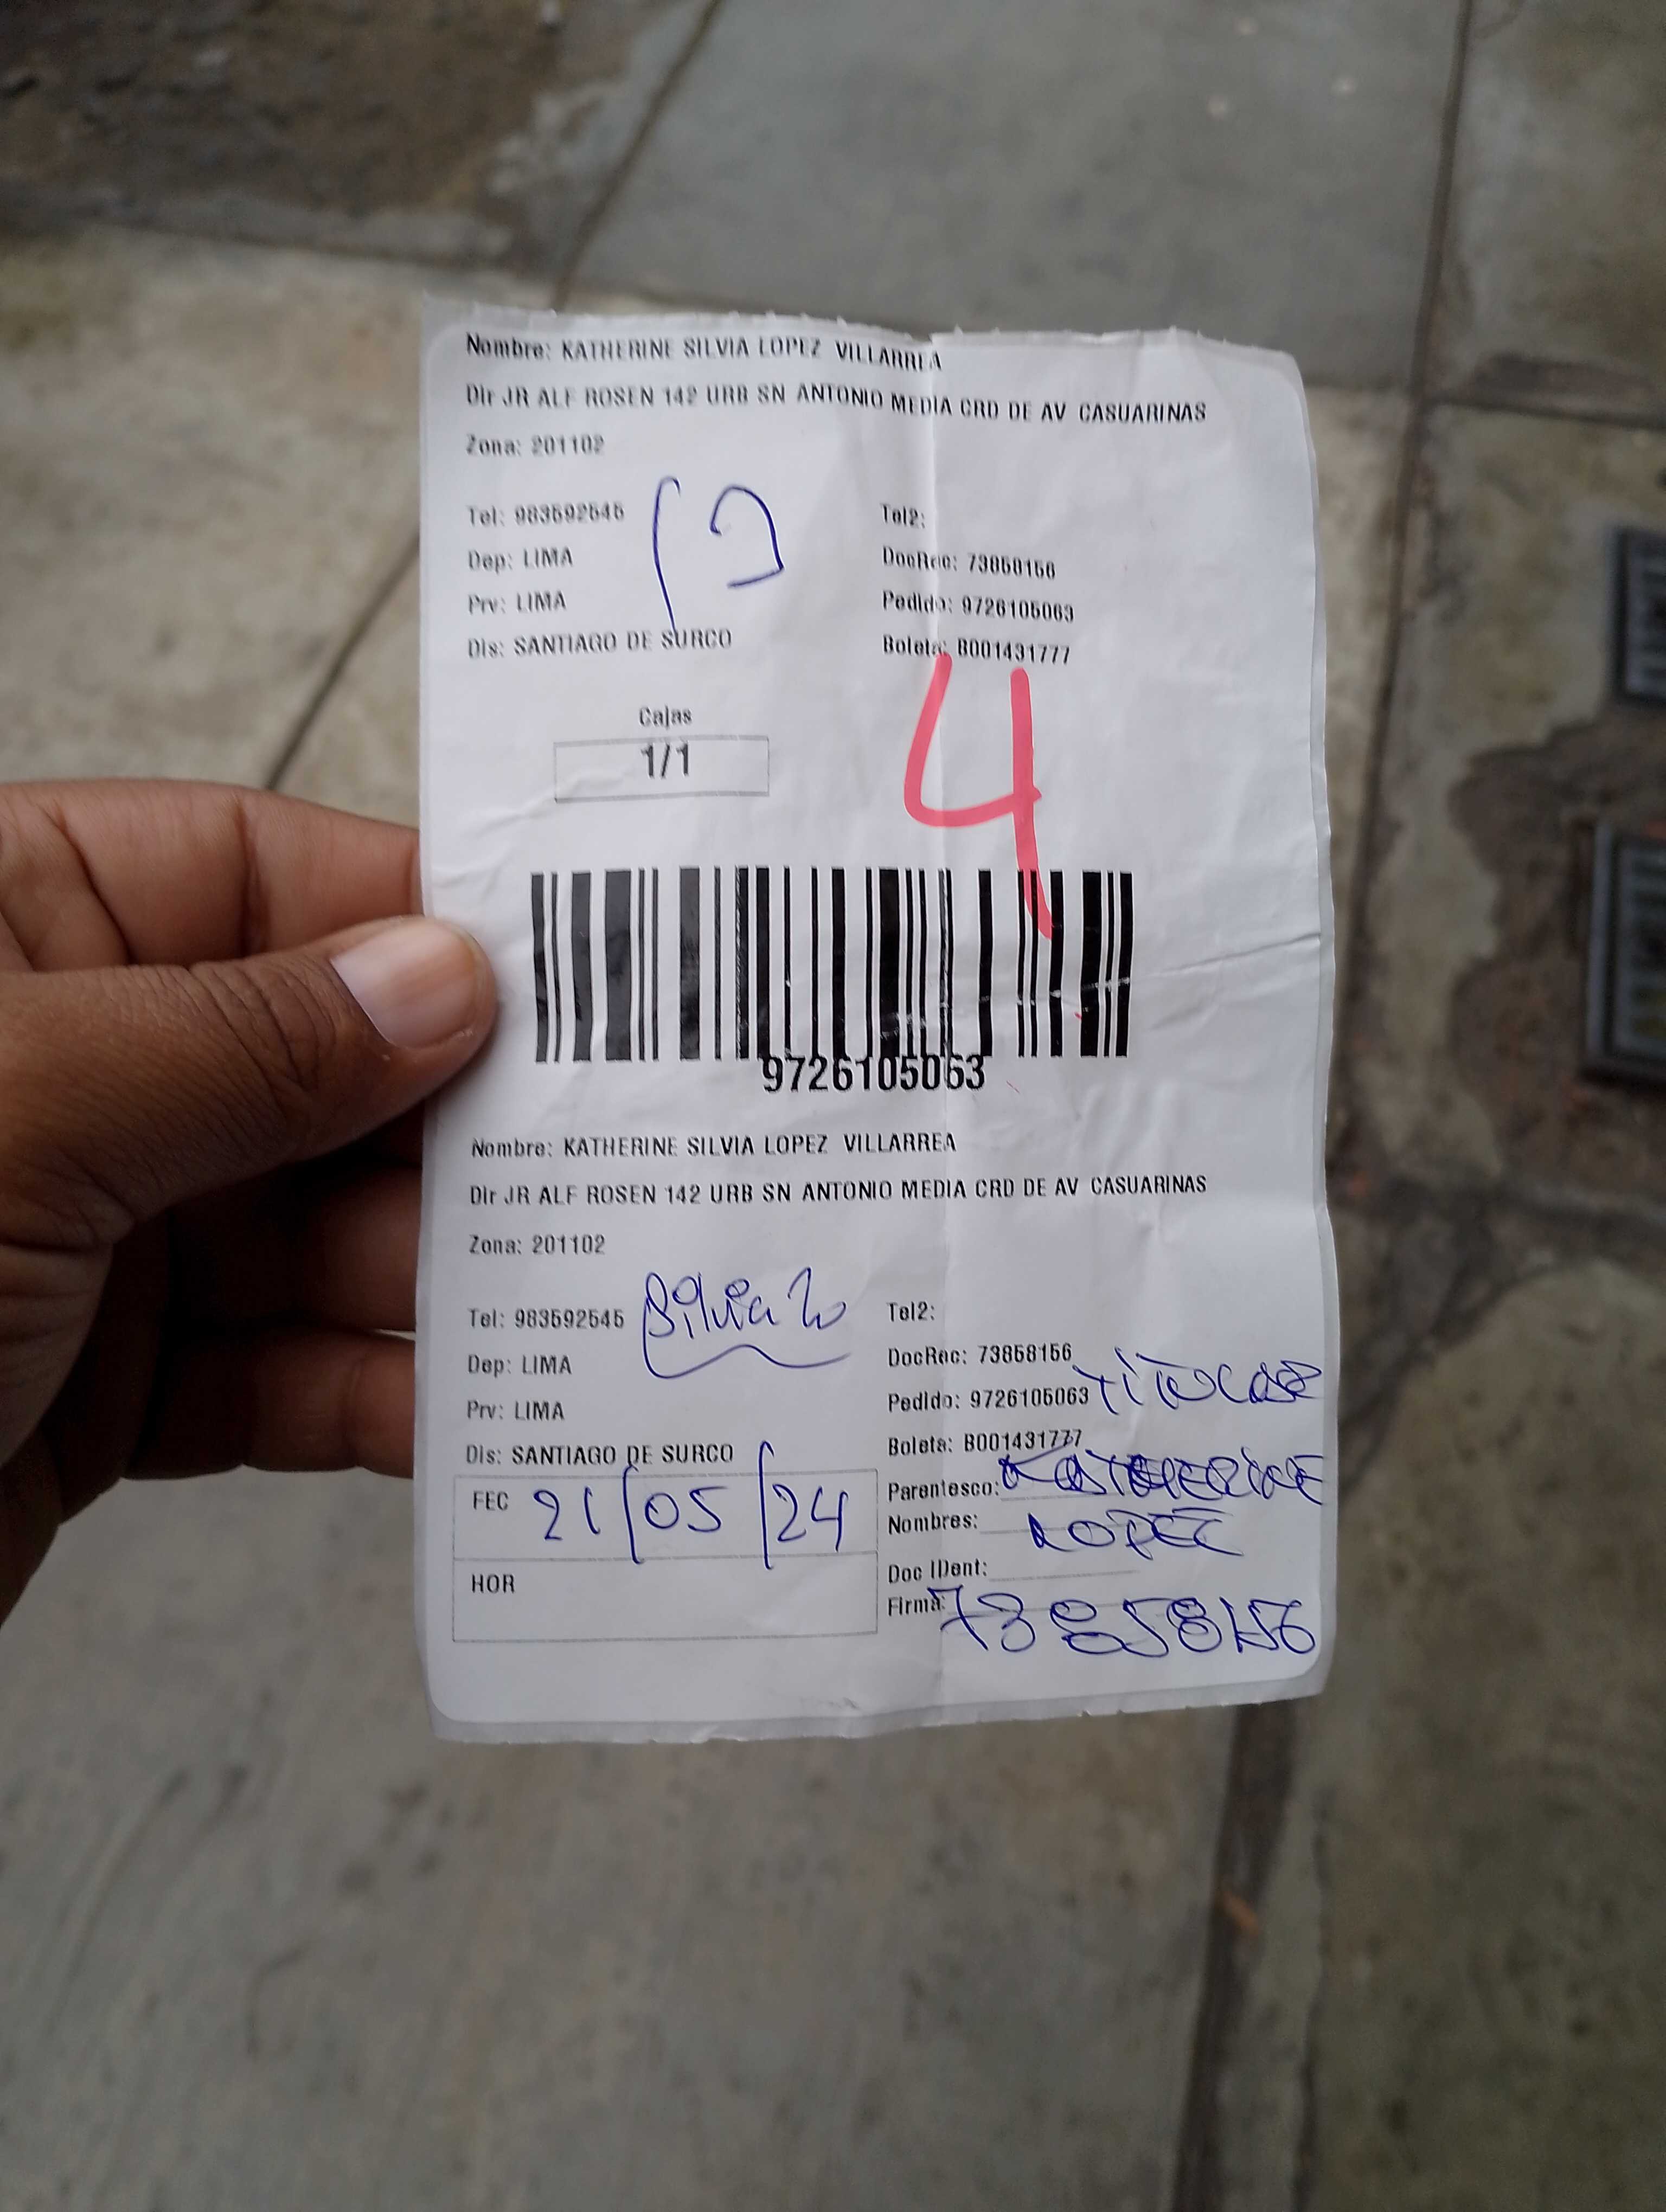 Nombre: KATHERINE SILVIA LOPEZ VILLARREA
Dir JR ALF ROSEN 142 URB SN ANTONIO MEDIA CRD DE AV CASUARINAS
Zona: 201102
Tel: 983592545
Tel2:
Dep: LIMA
DocRec: 73858156
Prv: LIMA
Pedido: 9726105063
Dis: SANTIAGO DE SURCO
Boleta: B001431777
Cajas
1/1
4
9726105063
Nombre: KATHERINE SILVIA LOPEZ VILLARREA
Dir JR ALF ROSEN 142 URB SN ANTONIO MEDIA CRD DE AV CASUARINAS
Zona: 201102
Tel: 983592545
Silvia Lo
Tel2:
Dep: LIMA
DocRec: 73858156
Prv: LIMA
Pedido: 9726105063
Dis: SANTIAGO DE SURCO
Boleta: B001431777
FEC 21/05/24
Parentesco: KATHERINE
Nombres: LOPEZ
HOR
Doc IDent:
Firma: 73858156